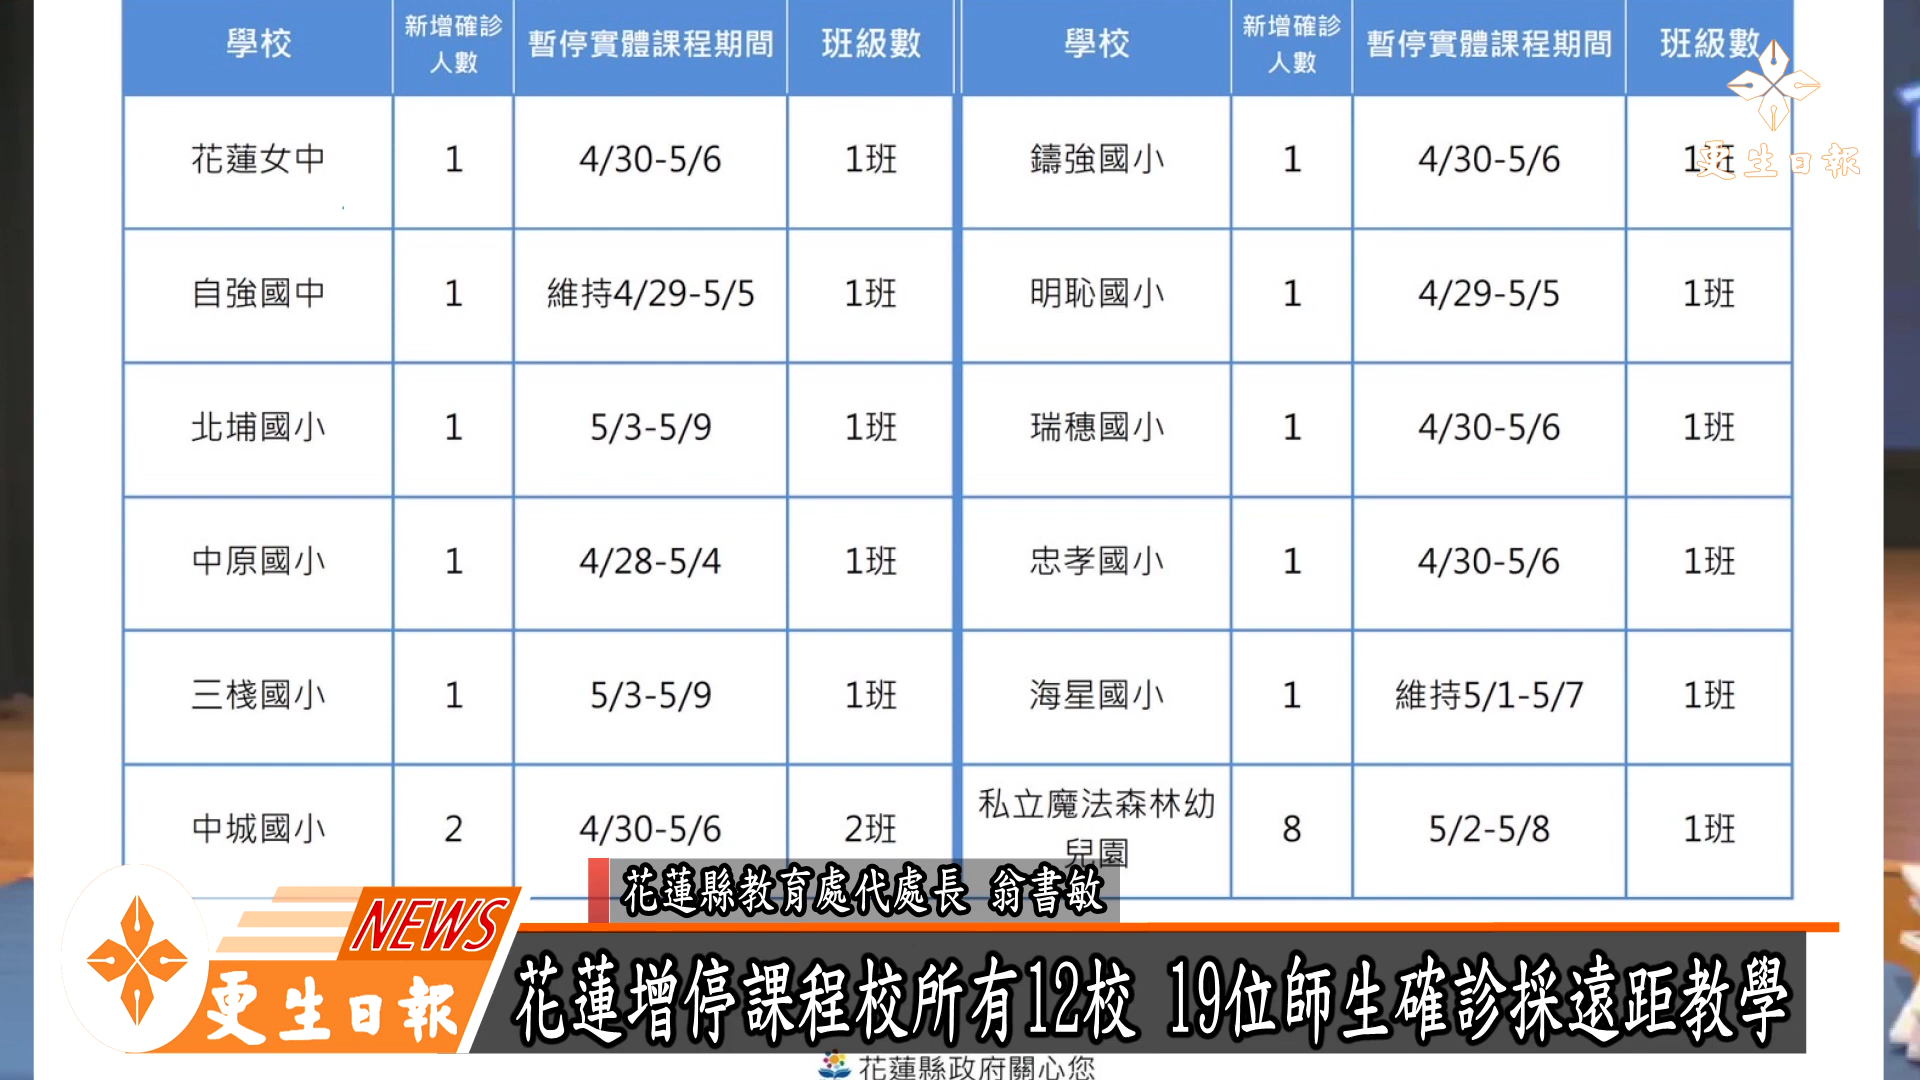 學校 新增確診人數 暫停實體課程期間 班級數 學校 新增確診人數 暫停實體課程期間 班級數
花蓮女中 1 4/30-5/6 1班 鑄強國小 1 4/30-5/6 1班
自強國中 1 維持4/29-5/5 1班 明恥國小 1 4/29-5/5 1班
北埔國小 1 5/3-5/9 1班 瑞穗國小 1 4/30-5/6 1班
中原國小 1 4/28-5/4 1班 忠孝國小 1 4/30-5/6 1班
三棧國小 1 5/3-5/9 1班 海星國小 1 維持5/1-5/7 1班
中城國小 2 4/30-5/6 2班 私立魔法森林幼兒園 8 5/2-5/8 1班
更生日報
花蓮縣教育處代處長 翁書敏
NEWS
更生日報
花蓮增停課程校所有12校 19位師生確診採遠距教學
花蓮縣政府關心您